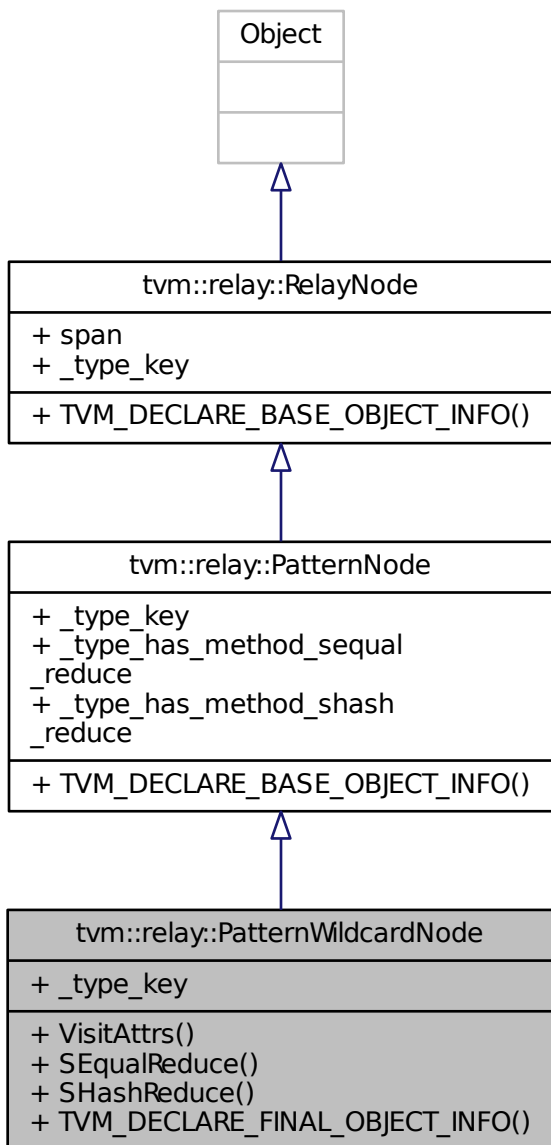 Object
tvm::relay::RelayNode
+ span
+ _type_key
+ TVM_DECLARE_BASE_OBJECT_INFO()
tvm::relay::PatternNode
+ _type_key
+ _type_has_method_sequal
_reduce
+ _type_has_method_shash
_reduce
+ TVM_DECLARE_BASE_OBJECT_INFO()
tvm::relay::PatternWildcardNode
+ _type_key
+ VisitAttrs()
+ SEqualReduce()
+ SHashReduce()
+ TVM_DECLARE_FINAL_OBJECT_INFO()